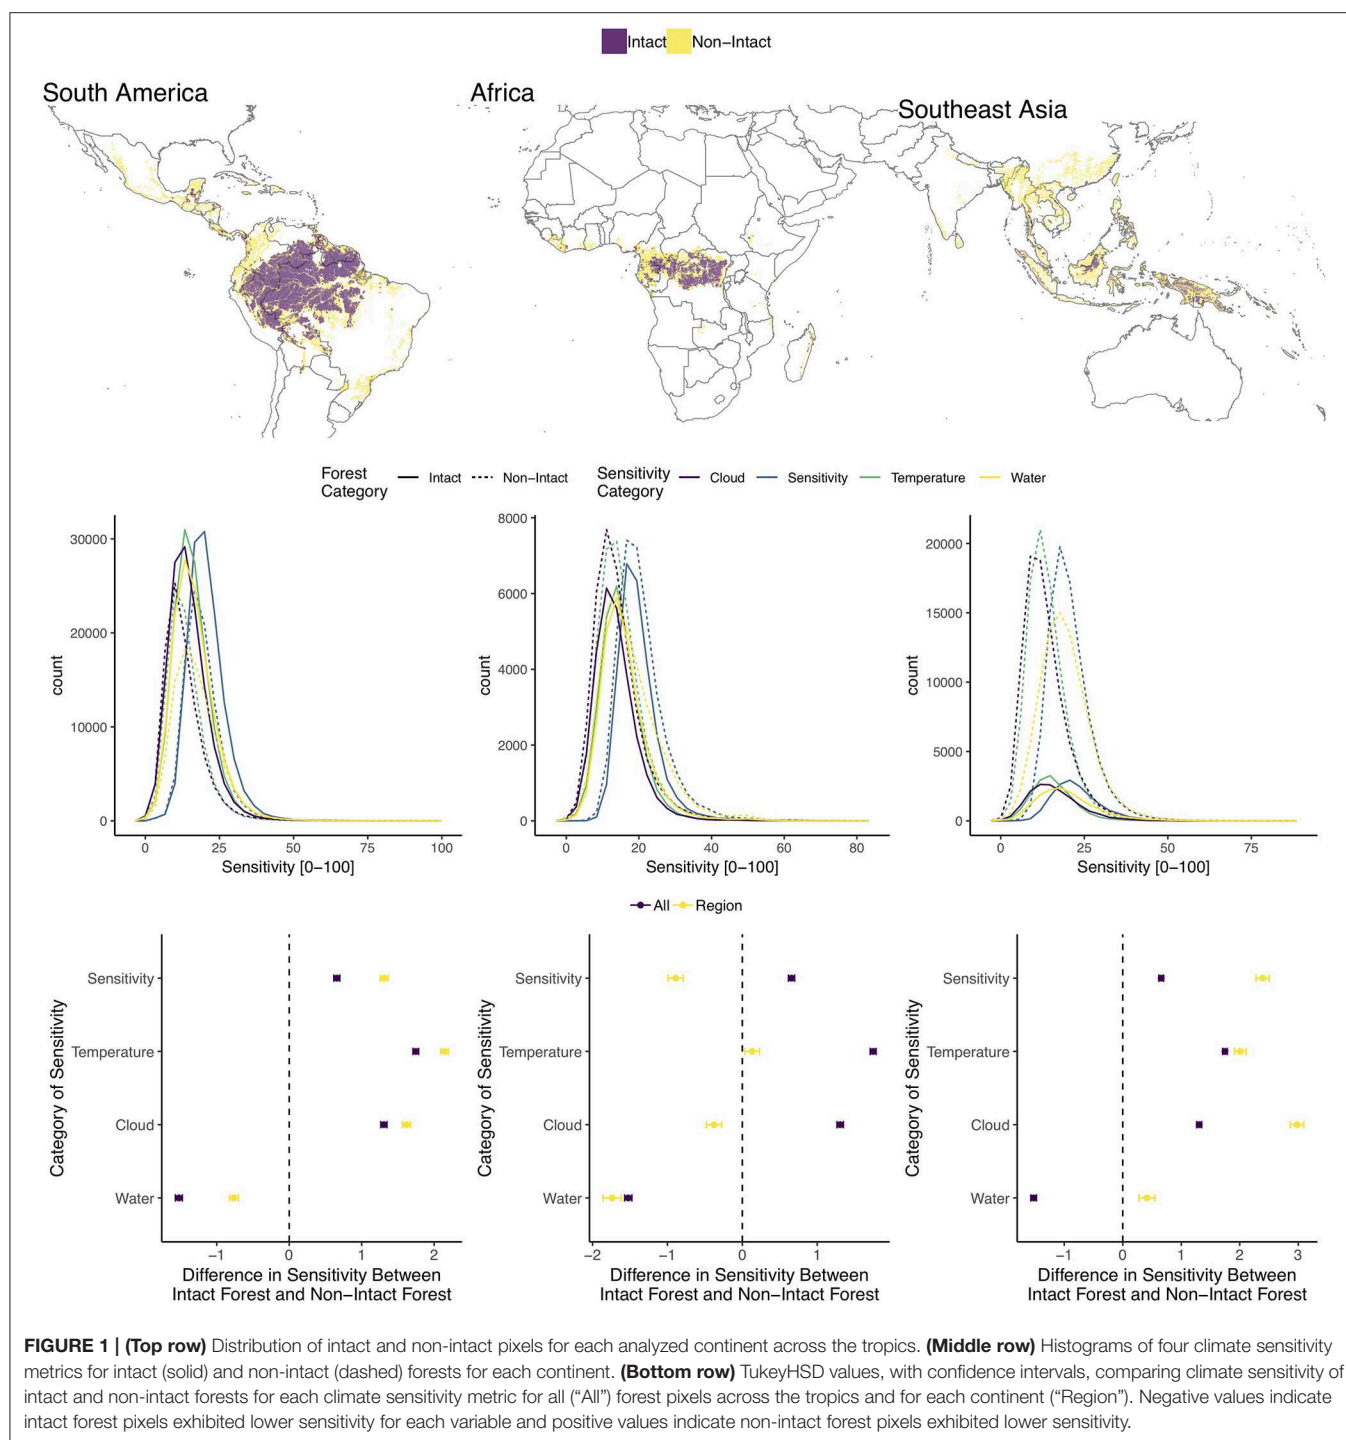 Intact Non−Intact
South America
Africa
Southeast Asia
Forest Category Intact Non−Intact Sensitivity Category Cloud Sensitivity Temperature Water
count
30000
20000
10000
0
0 25 50 75 100
Sensitivity [0−100]
count
8000
6000
4000
2000
0
0 20 40 60 80
Sensitivity [0−100]
count
20000
15000
10000
5000
0
0 25 50 75
Sensitivity [0−100]
All Region
Category of Sensitivity
Sensitivity
Temperature
Cloud
Water
−1 0 1 2
Difference in Sensitivity Between
Intact Forest and Non−Intact Forest
Category of Sensitivity
Sensitivity
Temperature
Cloud
Water
−2 −1 0 1
Difference in Sensitivity Between
Intact Forest and Non−Intact Forest
Category of Sensitivity
Sensitivity
Temperature
Cloud
Water
−1 0 1 2 3
Difference in Sensitivity Between
Intact Forest and Non−Intact Forest
FIGURE 1 | (Top row) Distribution of intact and non-intact pixels for each analyzed continent across the tropics. (Middle row) Histograms of four climate sensitivity
metrics for intact (solid) and non-intact (dashed) forests for each continent. (Bottom row) TukeyHSD values, with confidence intervals, comparing climate sensitivity of
intact and non-intact forests for each climate sensitivity metric for all (“All”) forest pixels across the tropics and for each continent (“Region”). Negative values indicate
intact forest pixels exhibited lower sensitivity for each variable and positive values indicate non-intact forest pixels exhibited lower sensitivity.